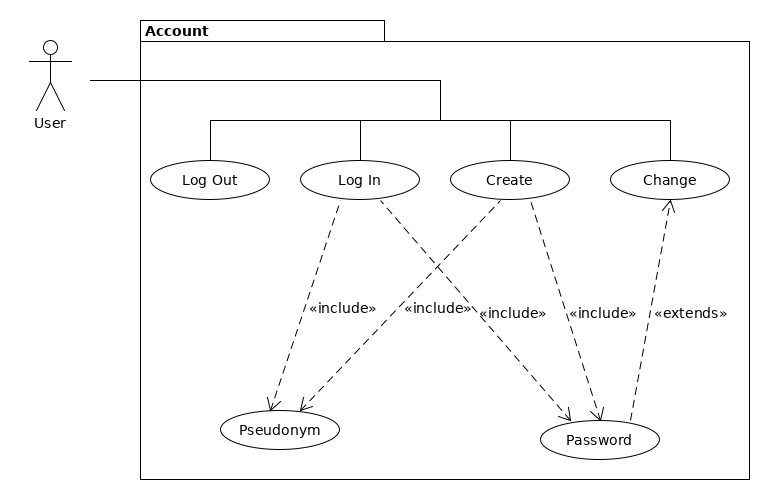 Account
User
Log Out
Log In
Create
Change
«include»
«include»
«include»
«include»
«extends»
Pseudonym
Password